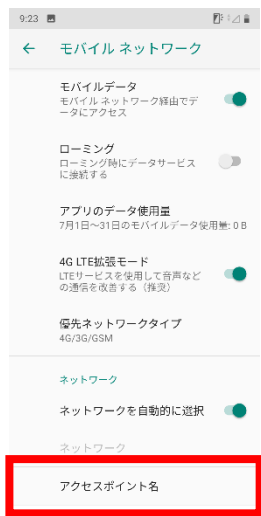 9:23
モバイル ネットワーク
モバイルデータ
モバイル ネットワーク経由でデ
ータにアクセス
ローミング
ローミング時にデータサービス
に接続する
アプリのデータ使用量
7月1日～31日のモバイルデータ使用量: 0 B
4G LTE拡張モード
LTEサービスを使用して音声など
の通信を改善する（推奨）
優先ネットワークタイプ
4G/3G/GSM
ネットワーク
ネットワークを自動的に選択
ネットワーク
アクセスポイント名